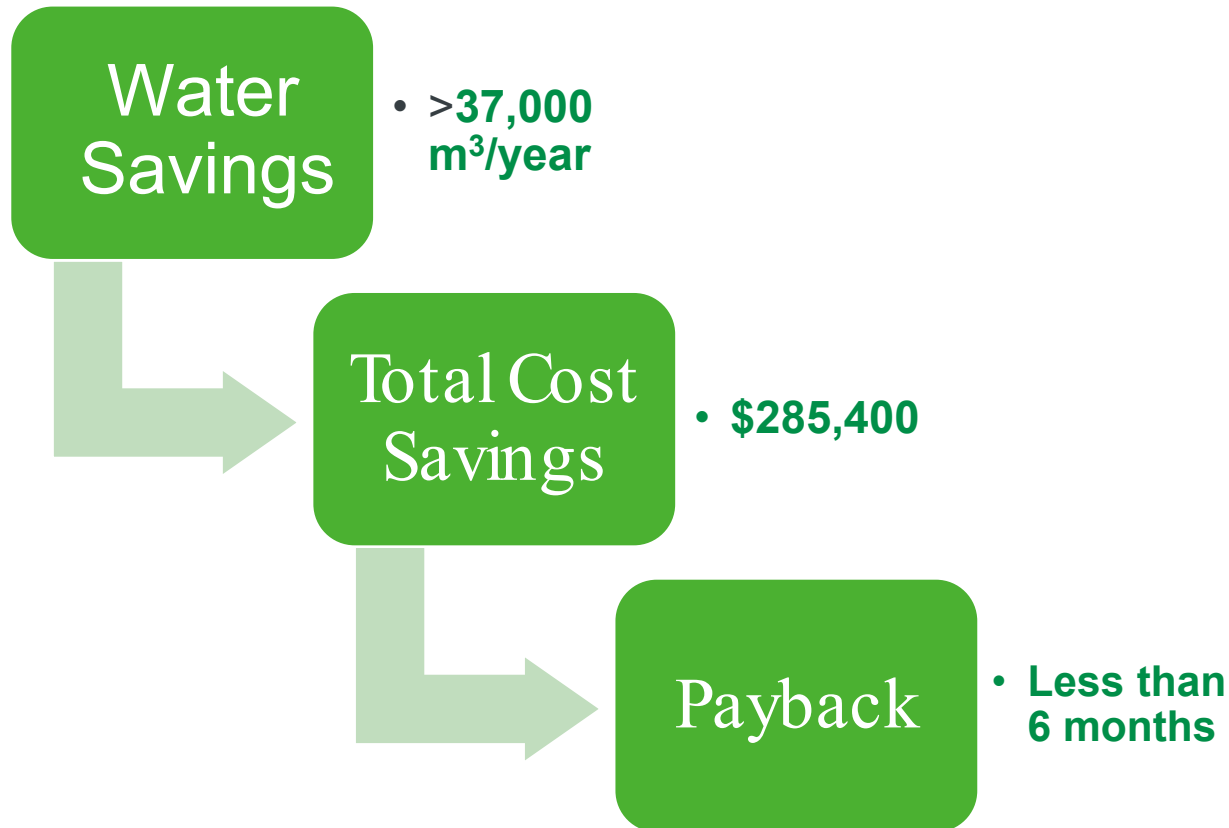 Water
Savings
• >37,000
m³/year
Total Cost
Savings
• $285,400
Payback
• Less than
6 months